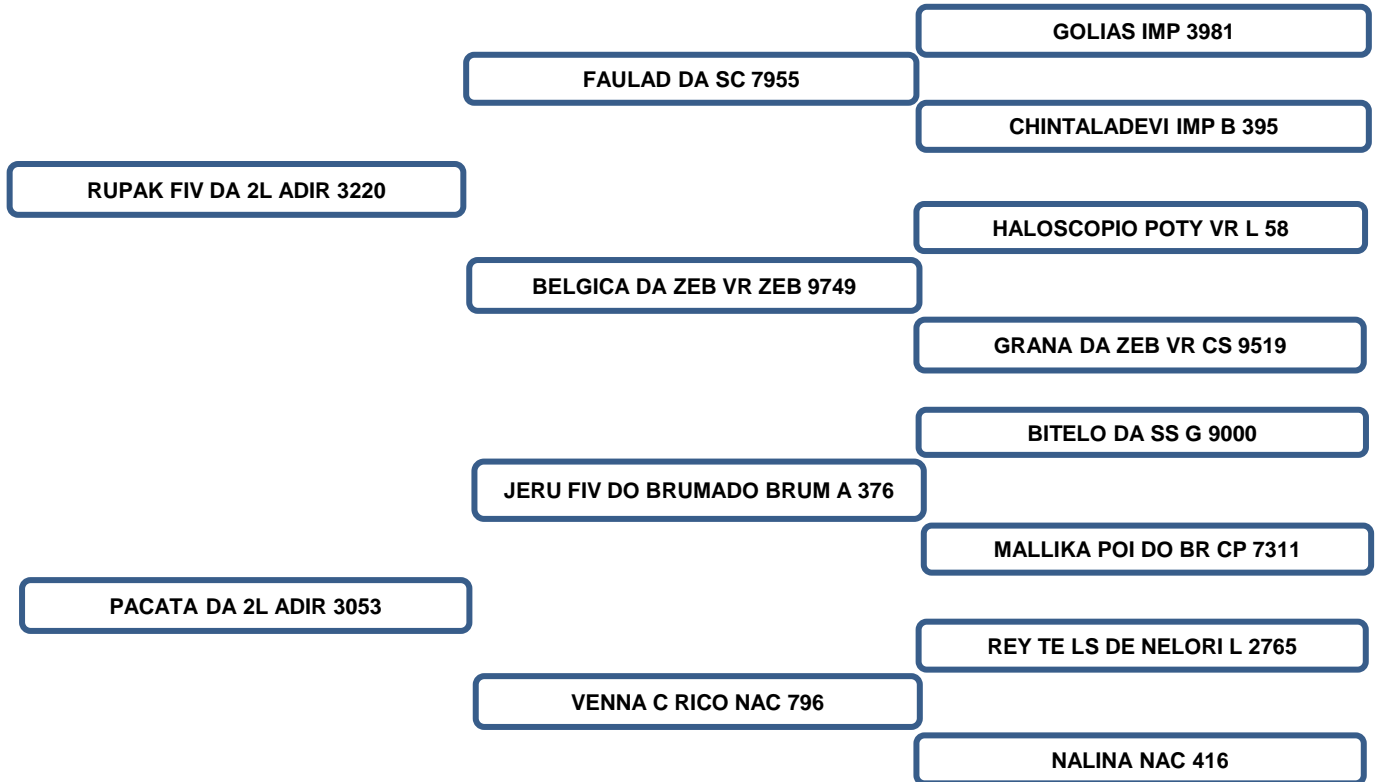 GOLIAS IMP 3981
FAULAD DA SC 7955
CHINTALADEVI IMP B 395
RUPAK FIV DA 2L ADIR 3220
HALOSCOPIO POTY VR L 58
BELGICA DA ZEB VR ZEB 9749
GRANA DA ZEB VR CS 9519
BITELO DA SS G 9000
JERU FIV DO BRUMADO BRUM A 376
MALLIKA POI DO BR CP 7311
PACATA DA 2L ADIR 3053
REY TE LS DE NELORI L 2765
VENNA C RICO NAC 796
NALINA NAC 416